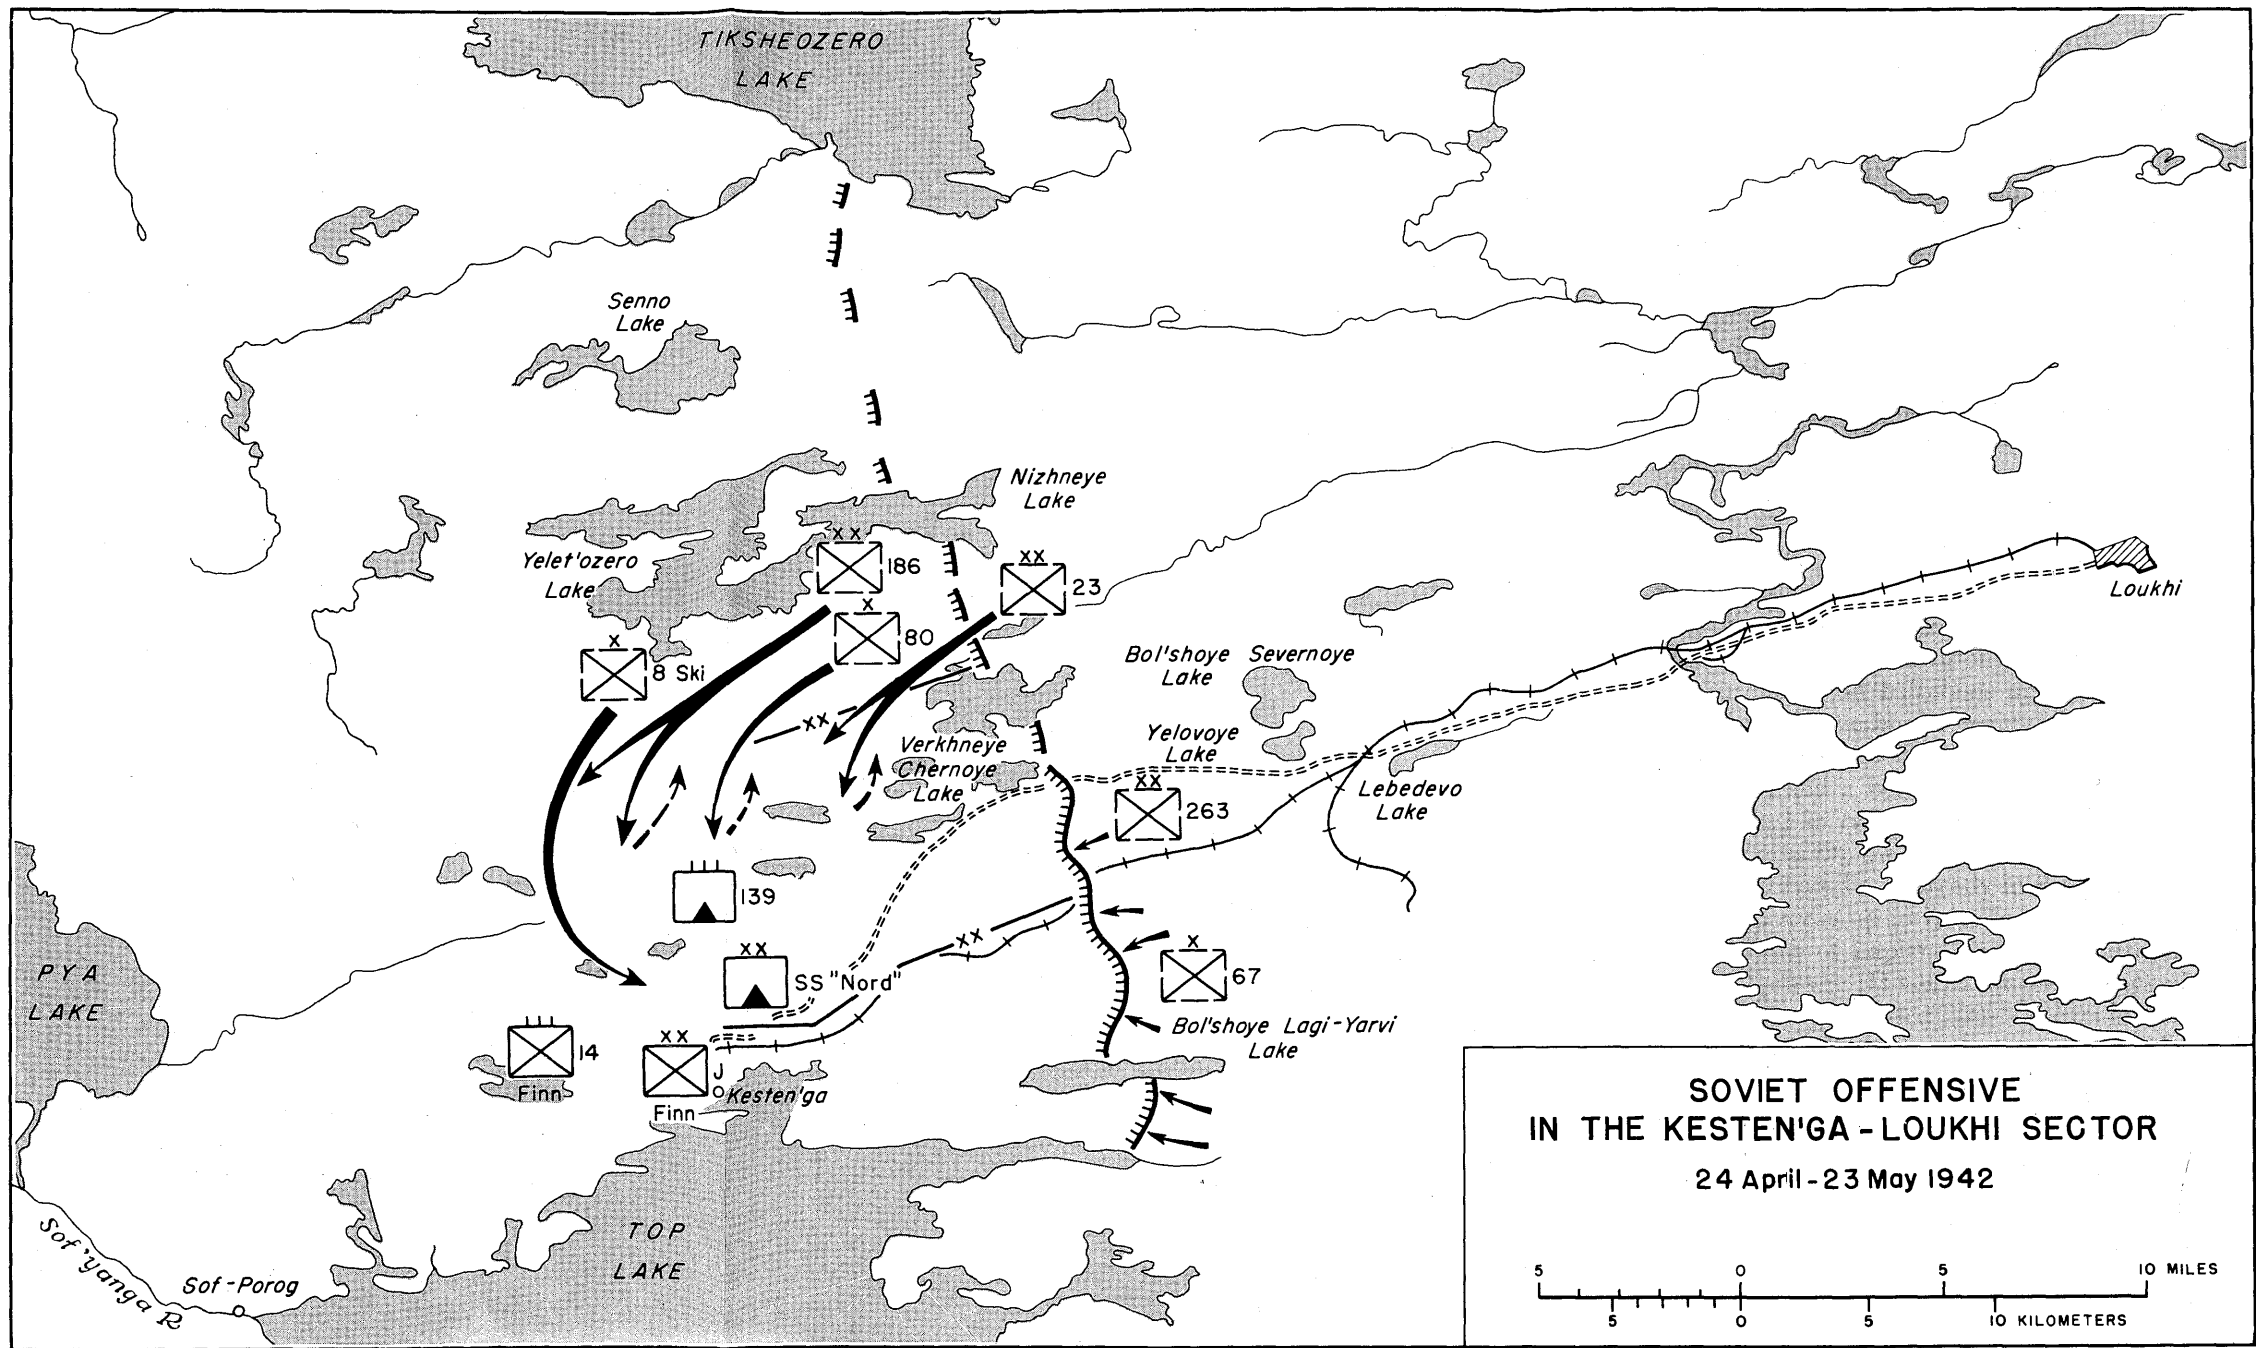 TIKSHEOZERO
LAKE
Senno
Lake
Nizhneye
Lake
Yelet'ozero
Lake
XX
186
XX
23
X
80
X
8 Ski
XX
Loukhi
Bol'shoye Severnoye
Lake
Yelovoye
Lake
Verkhneye
Chernoye
Lake
XX
263
Lebedevo
Lake
III
139
XX
SS "Nord"
XX
X
67
PYA
LAKE
III
14
Finn
XX
J
Finn
Kesten'ga
Bol'shoye Lagi-Yarvi
Lake
TOP
LAKE
Sof'yanga R
Sof-Porog
SOVIET OFFENSIVE
IN THE KESTEN'GA-LOUKHI SECTOR
24 April-23 May 1942
5 0 5 10 MILES
5 0 5 10 KILOMETERS